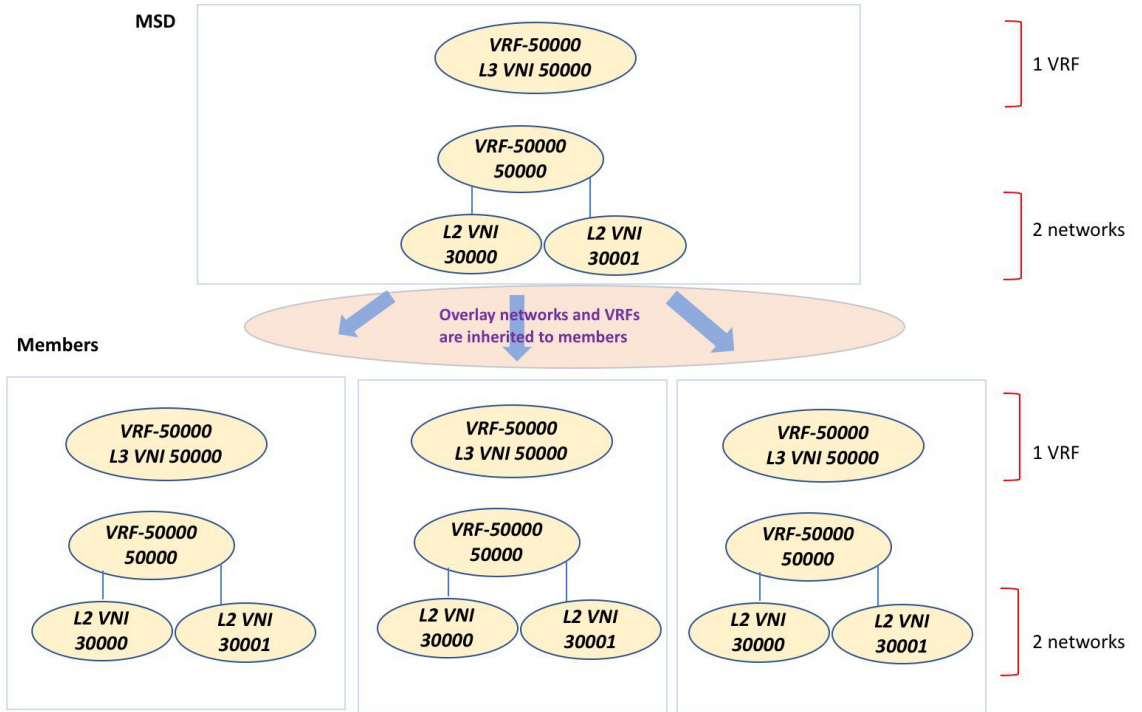 MSD
VRF-50000
L3 VNI 50000
1 VRF
VRF-50000
50000
L2 VNI
30000
L2 VNI
30001
2 networks
Overlay networks and VRFs
are inherited to members
Members
VRF-50000
L3 VNI 50000
VRF-50000
L3 VNI 50000
VRF-50000
L3 VNI 50000
1 VRF
VRF-50000
50000
VRF-50000
50000
VRF-50000
50000
L2 VNI
30000
L2 VNI
30001
L2 VNI
30000
L2 VNI
30001
L2 VNI
30000
L2 VNI
30001
2 networks